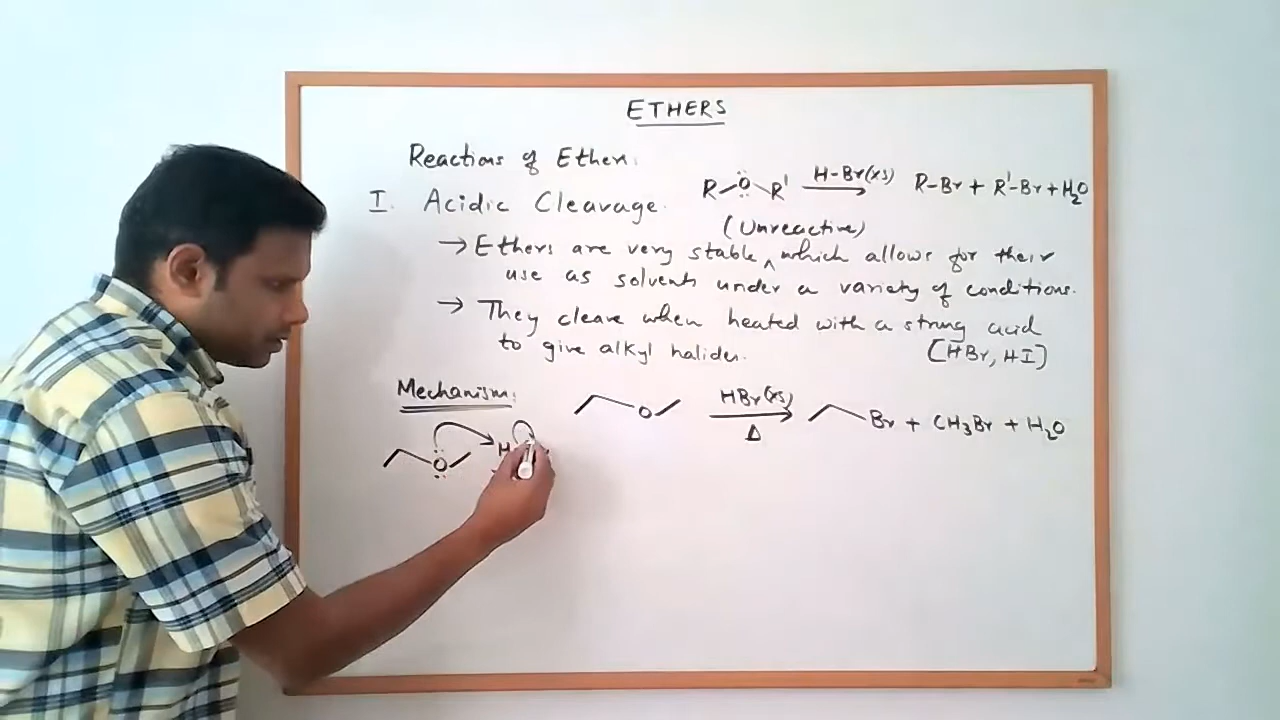 ETHERS
Reactions of Ethers:
R-O-R' H-Br(xs) R-Br + R'-Br + H2O
I. Acidic Cleavage.
(Unreactive)
→ Ethers are very stable ^ which allows for their
use as solvents under a variety of conditions.
→ They cleave when heated with a strong acid
to give alkyl halides. [HBr, HI]
Mechanism:
O HBr(xs) Δ Br + CH3Br + H2O
O H